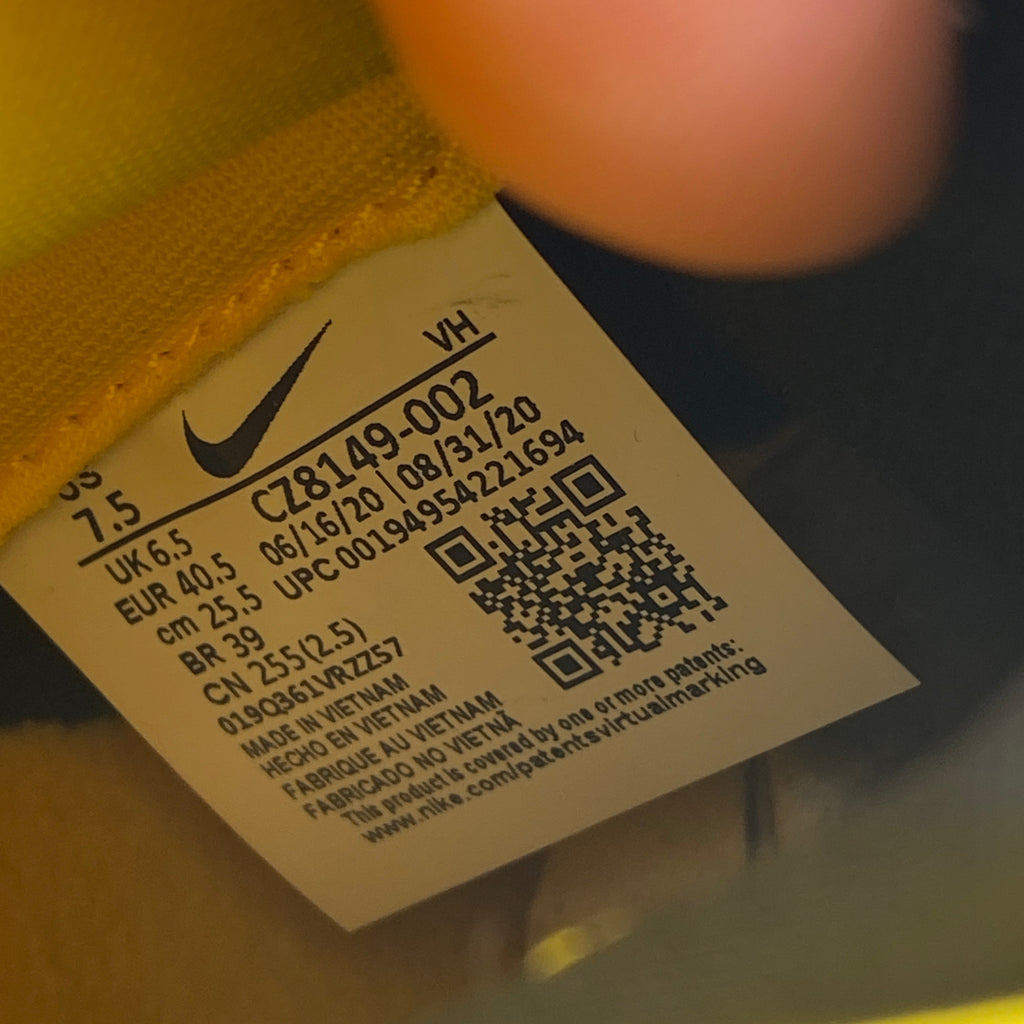 VH
US
7.5
CZ8149-002
UK 6.5
06/16/20 | 08/31/20
EUR 40.5
UPC 00194954221694
cm 25.5
BR 39
CN 255(2.5)
019Q361VRZZ57
MADE IN VIETNAM
HECHO EN VIETNAM
FABRIQUE AU VIETNAM
FABRICADO NO VIETNÃ
This product is covered by one or more patents:
www.nike.com/patentsvirtualmarking